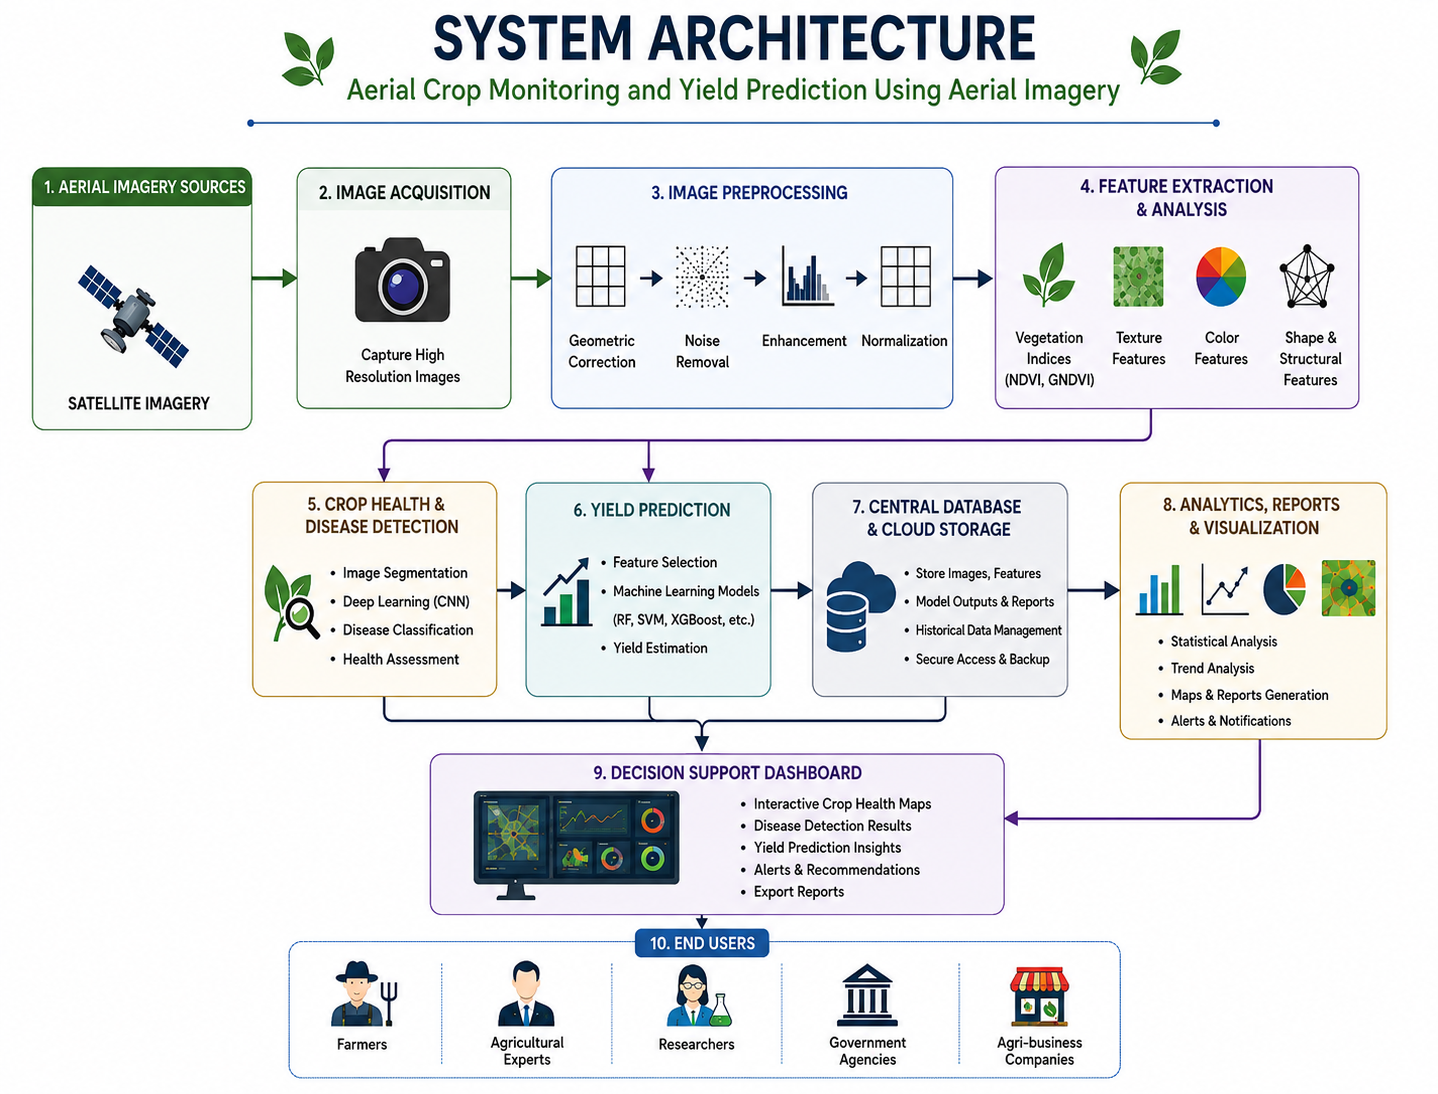 SYSTEM ARCHITECTURE
Aerial Crop Monitoring and Yield Prediction Using Aerial Imagery
1. AERIAL IMAGERY SOURCES
SATELLITE IMAGERY
2. IMAGE ACQUISITION
Capture High
Resolution Images
3. IMAGE PREPROCESSING
Geometric
Correction
Noise
Removal
Enhancement
Normalization
4. FEATURE EXTRACTION
& ANALYSIS
Vegetation
Indices
(NDVI, GNDVI)
Texture
Features
Color
Features
Shape &
Structural
Features
5. CROP HEALTH &
DISEASE DETECTION
• Image Segmentation
• Deep Learning (CNN)
• Disease Classification
• Health Assessment
6. YIELD PREDICTION
• Feature Selection
• Machine Learning Models
(RF, SVM, XGBoost, etc.)
• Yield Estimation
7. CENTRAL DATABASE
& CLOUD STORAGE
• Store Images, Features
• Model Outputs & Reports
• Historical Data Management
• Secure Access & Backup
8. ANALYTICS, REPORTS
& VISUALIZATION
• Statistical Analysis
• Trend Analysis
• Maps & Reports Generation
• Alerts & Notifications
9. DECISION SUPPORT DASHBOARD
• Interactive Crop Health Maps
• Disease Detection Results
• Yield Prediction Insights
• Alerts & Recommendations
• Export Reports
10. END USERS
Farmers
Agricultural
Experts
Researchers
Government
Agencies
Agri-business
Companies